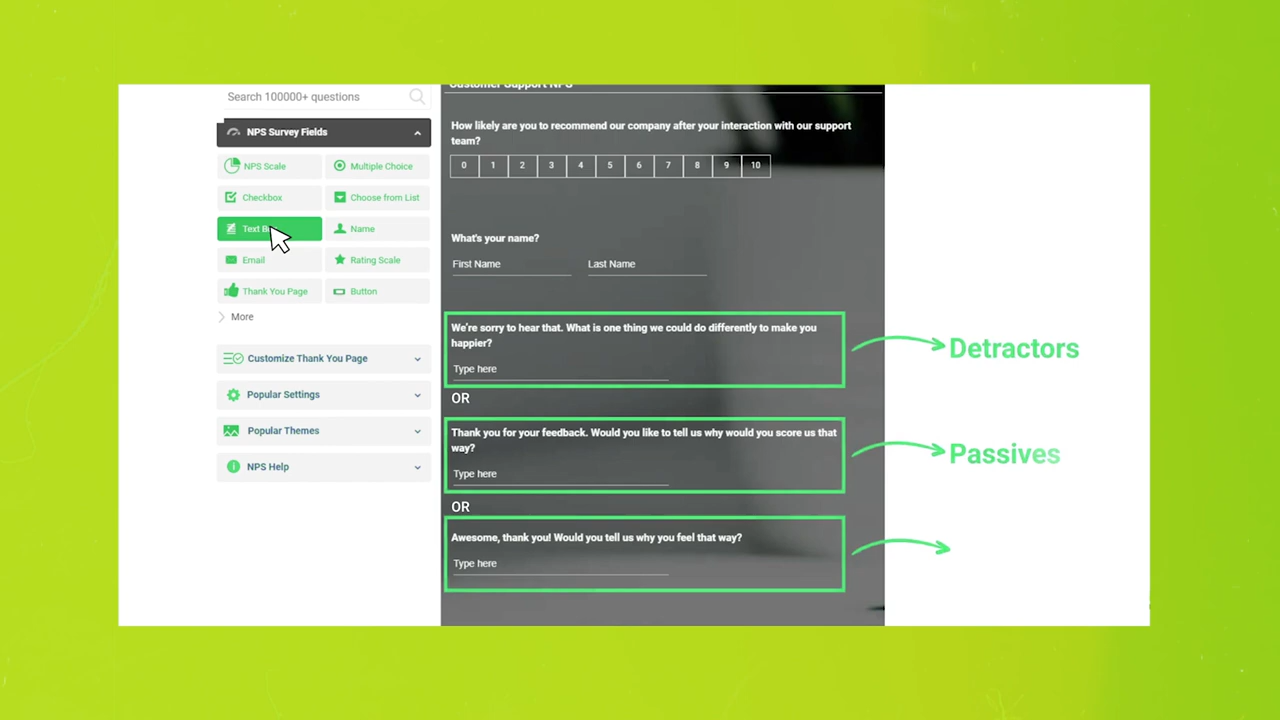 Customer Support NPS
Search 100000+ questions
NPS Survey Fields
NPS Scale
Multiple Choice
Checkbox
Choose from List
Text B
Name
Email
Rating Scale
Thank You Page
Button
More
Customize Thank You Page
Popular Settings
Popular Themes
NPS Help
How likely are you to recommend our company after your interaction with our support
team?
0 1 2 3 4 5 6 7 8 9 10
What's your name?
First Name
Last Name
We're sorry to hear that. What is one thing we could do differently to make you
happier?
Type here
Detractors
OR
Thank you for your feedback. Would you like to tell us why would you score us that
way?
Type here
Passives
OR
Awesome, thank you! Would you tell us why you feel that way?
Type here